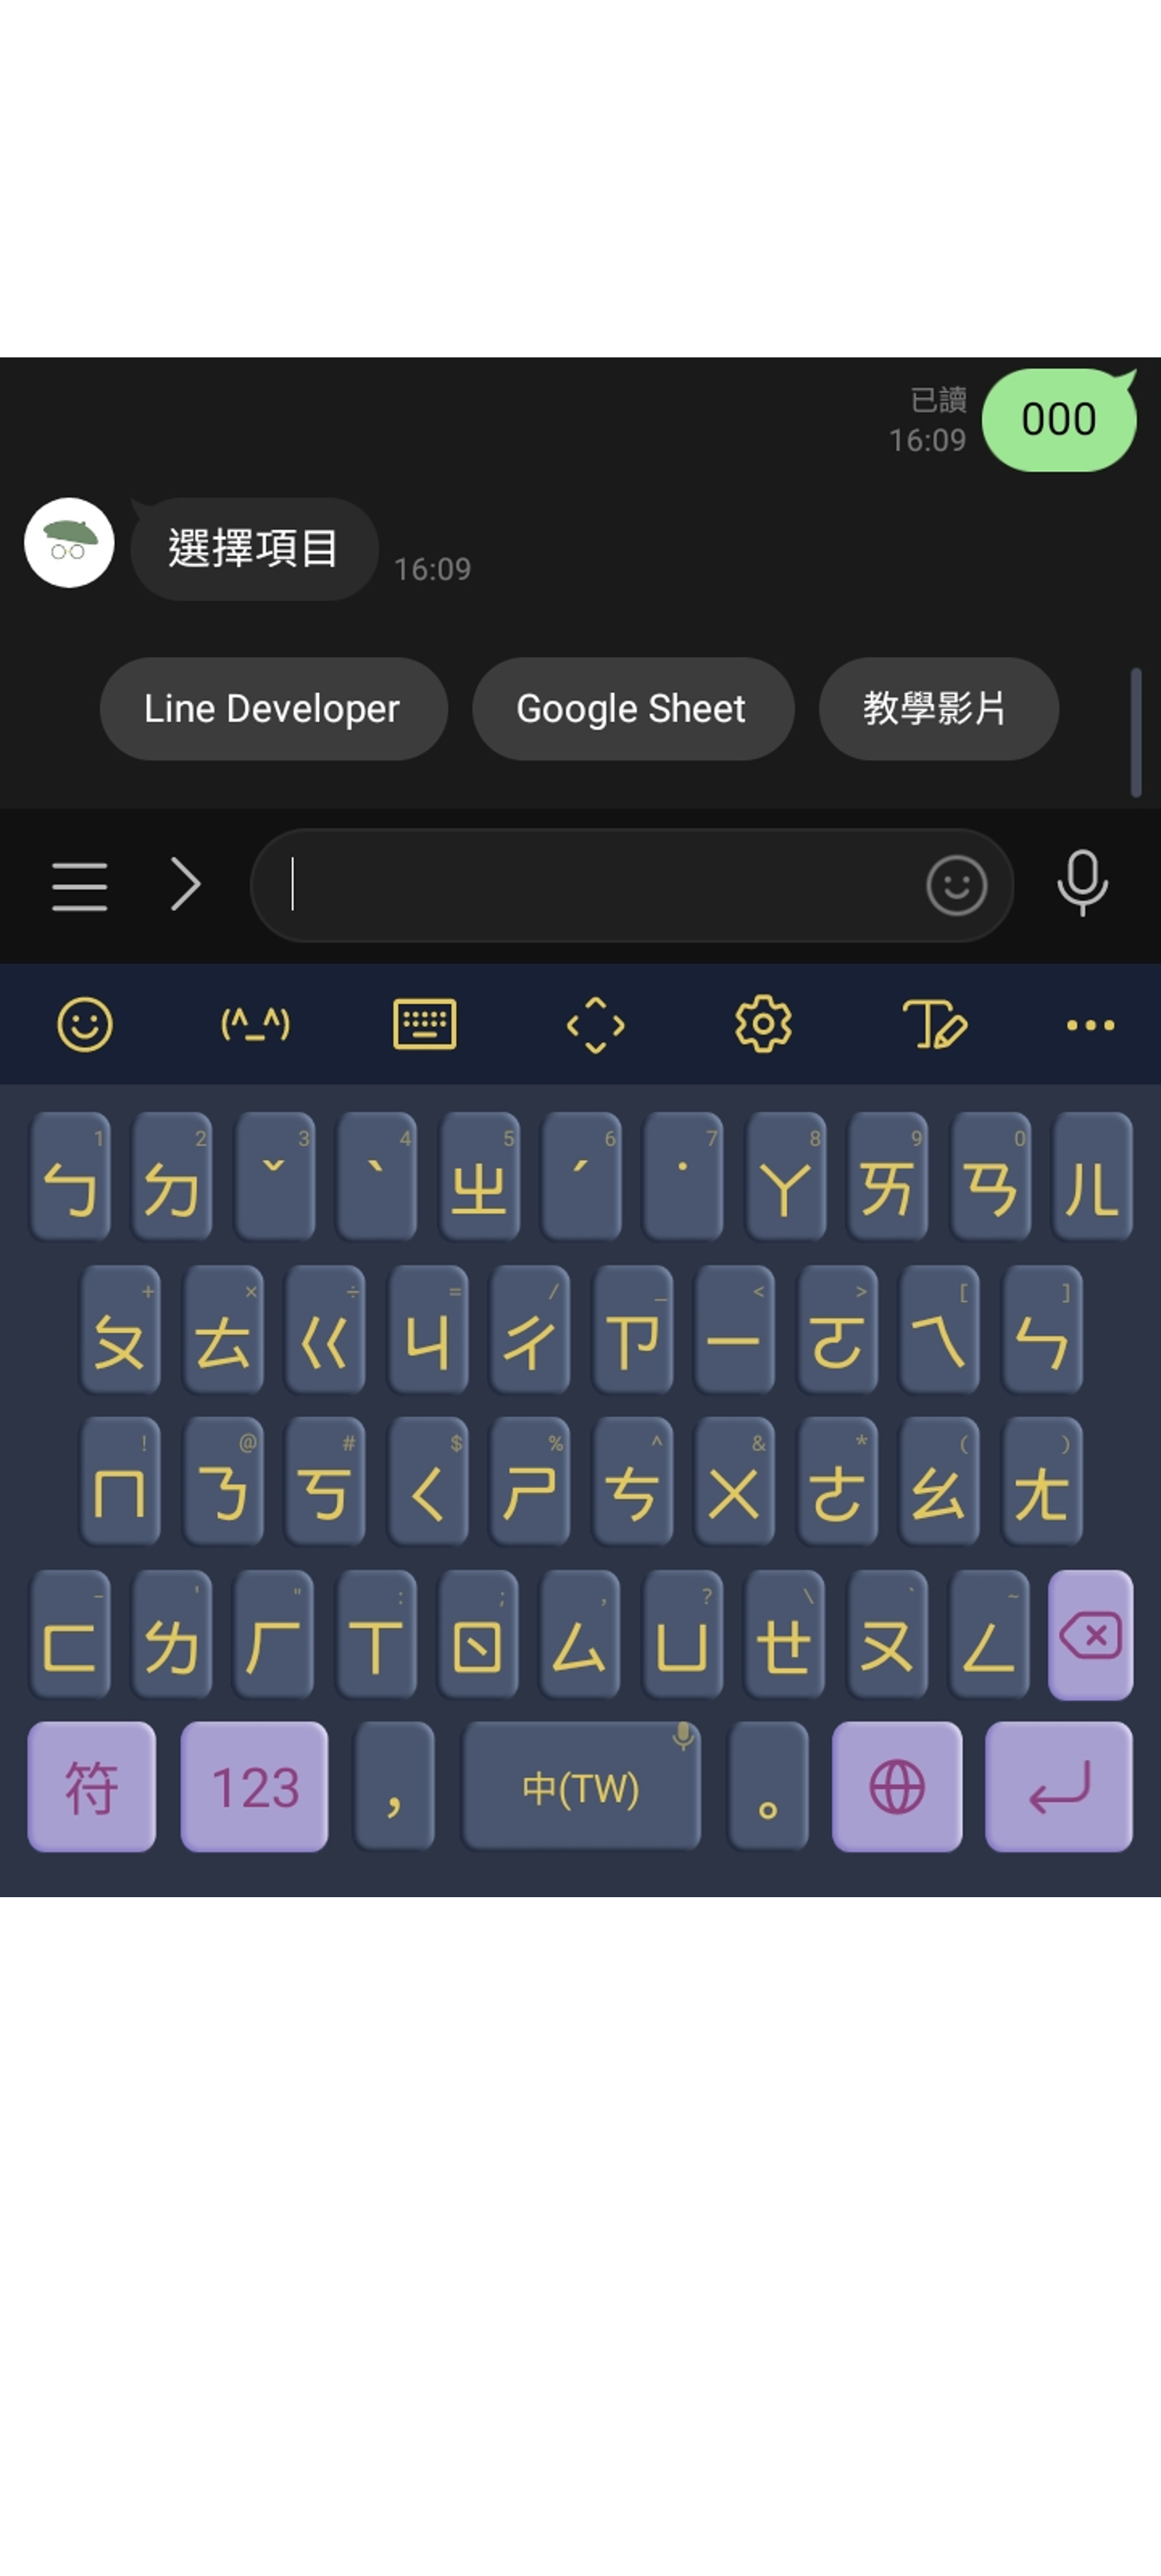 000
已讀
16:09
選擇項目
16:09
Line Developer Google Sheet 教學影片
(^_^)
1 2 3 4 5 6 7 8 9 0
ㄅ ㄉ ˇ ˋ ㄓ ˊ ˙ ㄚ ㄞ ㄢ ㄦ
+ × ÷ = / _ < > [ ]
ㄆ ㄊ ㄍ ㄐ ㄔ ㄗ ㄧ ㄛ ㄟ ㄣ
! @ # $ % ^ & * ( )
ㄇ ㄋ ㄎ ㄑ ㄕ ㄘ ㄨ ㄜ ㄠ ㄤ
- ' " : ; , ? \ ` ~
ㄈ ㄌ ㄏ ㄒ ㄖ ㄙ ㄩ ㄝ ㄡ ㄥ
符 123 , 中(TW) 。